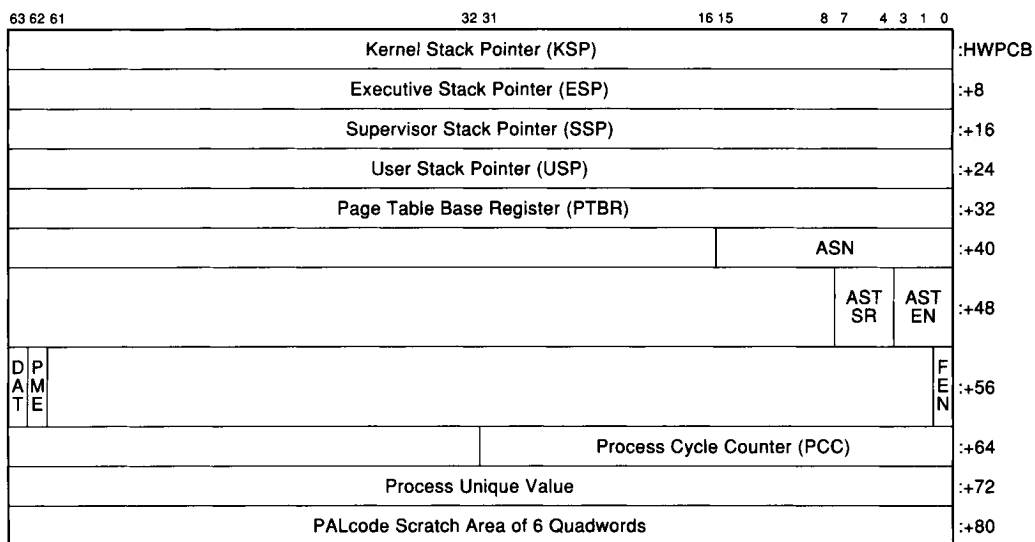 63 62 61 32 31 16 15 8 7 4 3 1 0
Kernel Stack Pointer (KSP) :HWPCB
Executive Stack Pointer (ESP) :+8
Supervisor Stack Pointer (SSP) :+16
User Stack Pointer (USP) :+24
Page Table Base Register (PTBR) :+32
ASN :+40
AST SR AST EN :+48
DAT PME FEN :+56
Process Cycle Counter (PCC) :+64
Process Unique Value :+72
PALcode Scratch Area of 6 Quadwords :+80